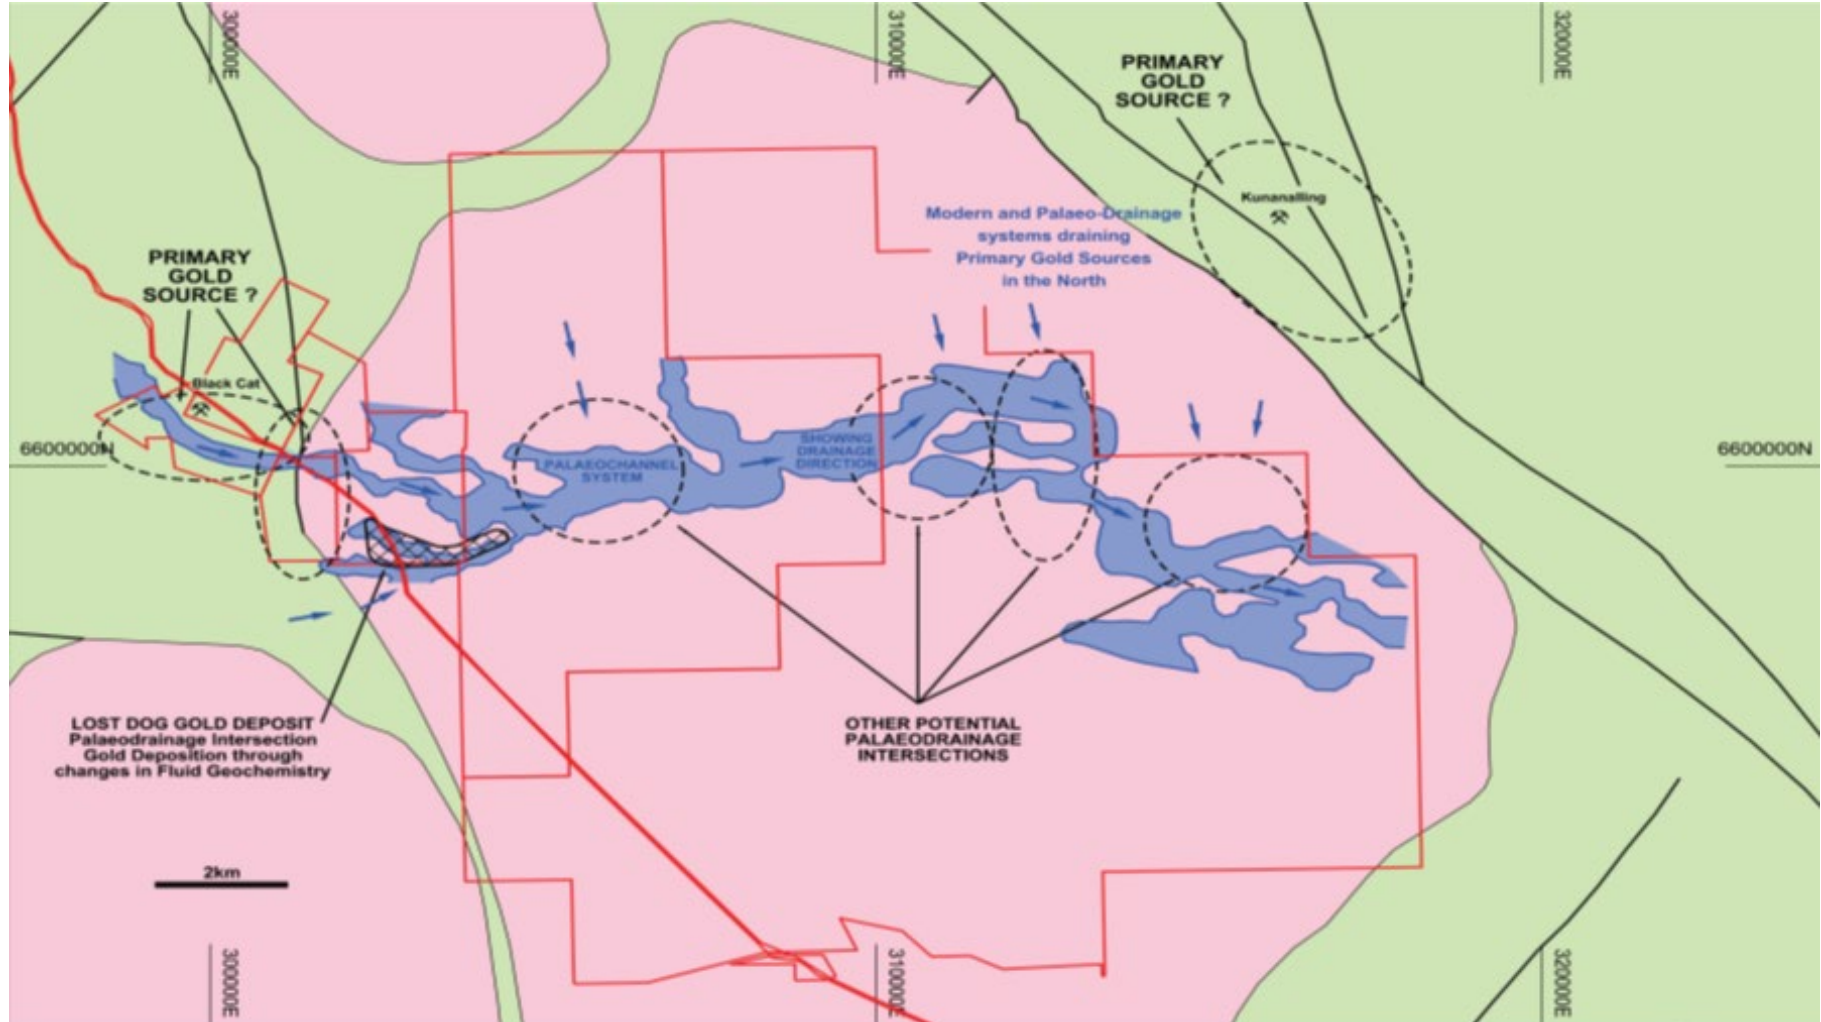 300000E
310000E
320000E
PRIMARY
GOLD
SOURCE ?
Kunanalling
Modern and Palaeo-Drainage
systems draining
Primary Gold Sources
in the North
PRIMARY
GOLD
SOURCE ?
Black Cat
6600000N
6600000N
SHOWING
DRAINAGE
DIRECTION
PALAEOCHANNEL
SYSTEM
LOST DOG GOLD DEPOSIT
Palaeodrainage Intersection
Gold Deposition through
changes in Fluid Geochemistry
OTHER POTENTIAL
PALAEODRAINAGE
INTERSECTIONS
2km
300000E
310000E
320000E